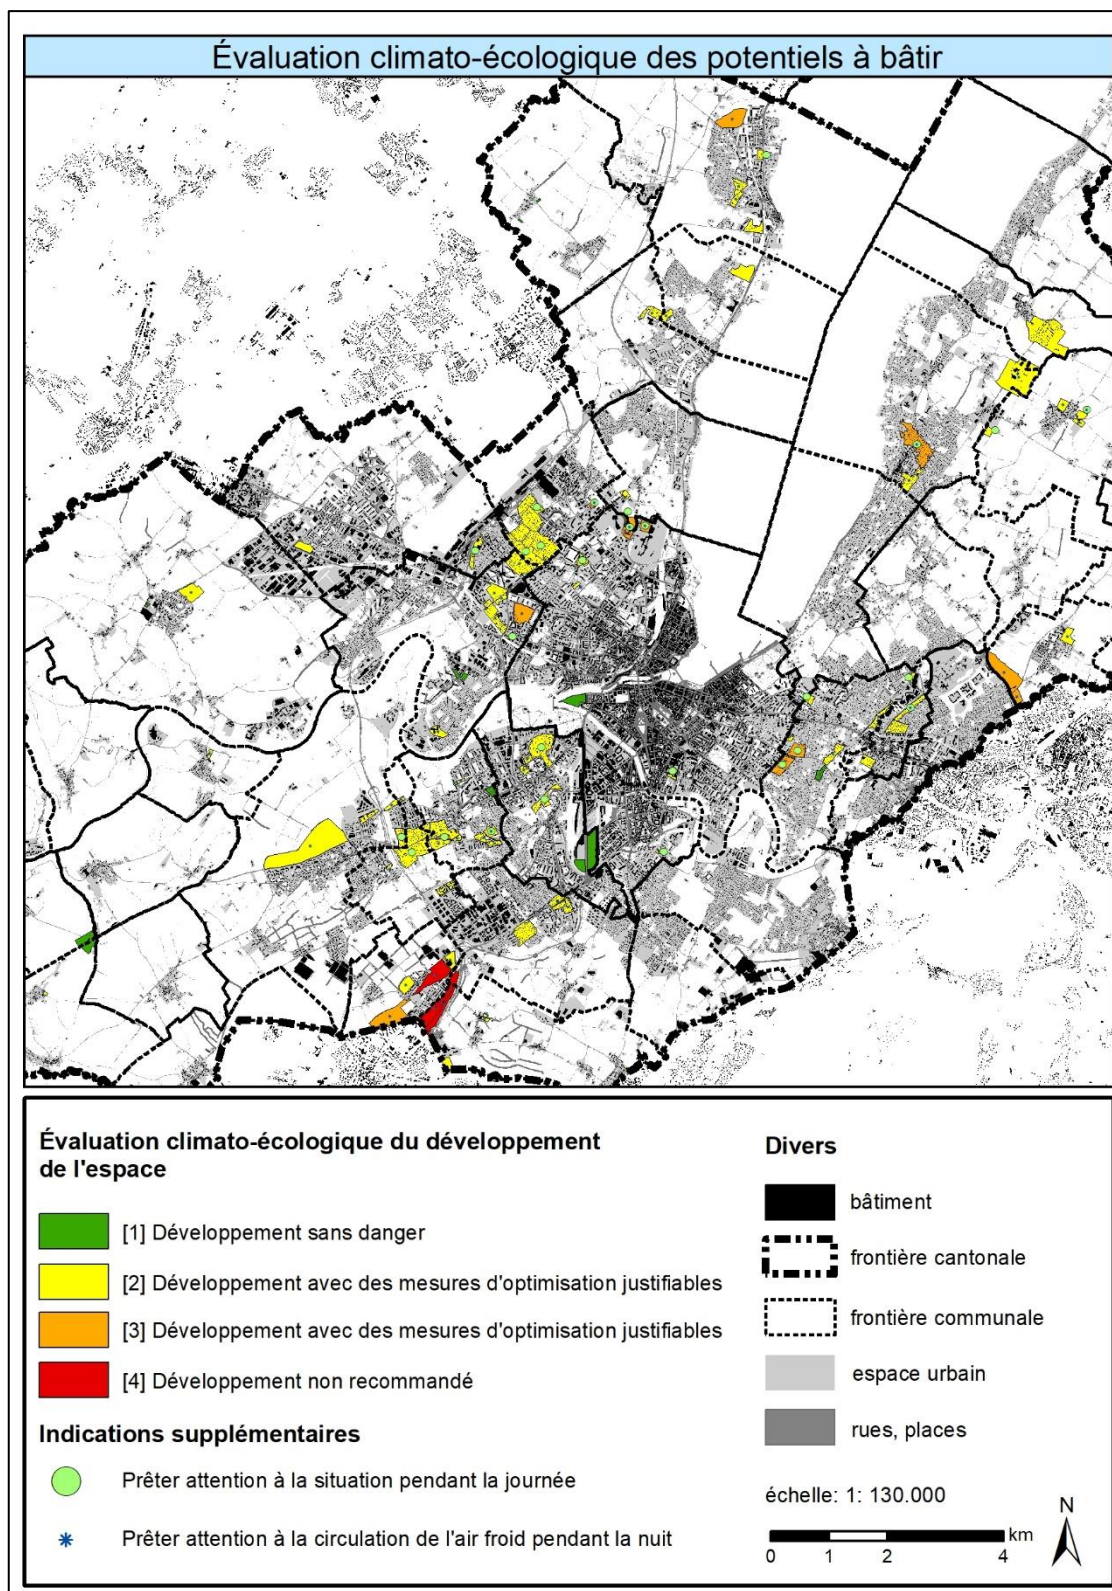 Évaluation climato-écologique des potentiels à bâtir
Évaluation climato-écologique du développement
de l'espace
[1] Développement sans danger
[2] Développement avec des mesures d'optimisation justifiables
[3] Développement avec des mesures d'optimisation justifiables
[4] Développement non recommandé
Indications supplémentaires
Prêter attention à la situation pendant la journée
Prêter attention à la circulation de l'air froid pendant la nuit
Divers
bâtiment
frontière cantonale
frontière communale
espace urbain
rues, places
échelle: 1: 130.000
N
km
0 1 2 4